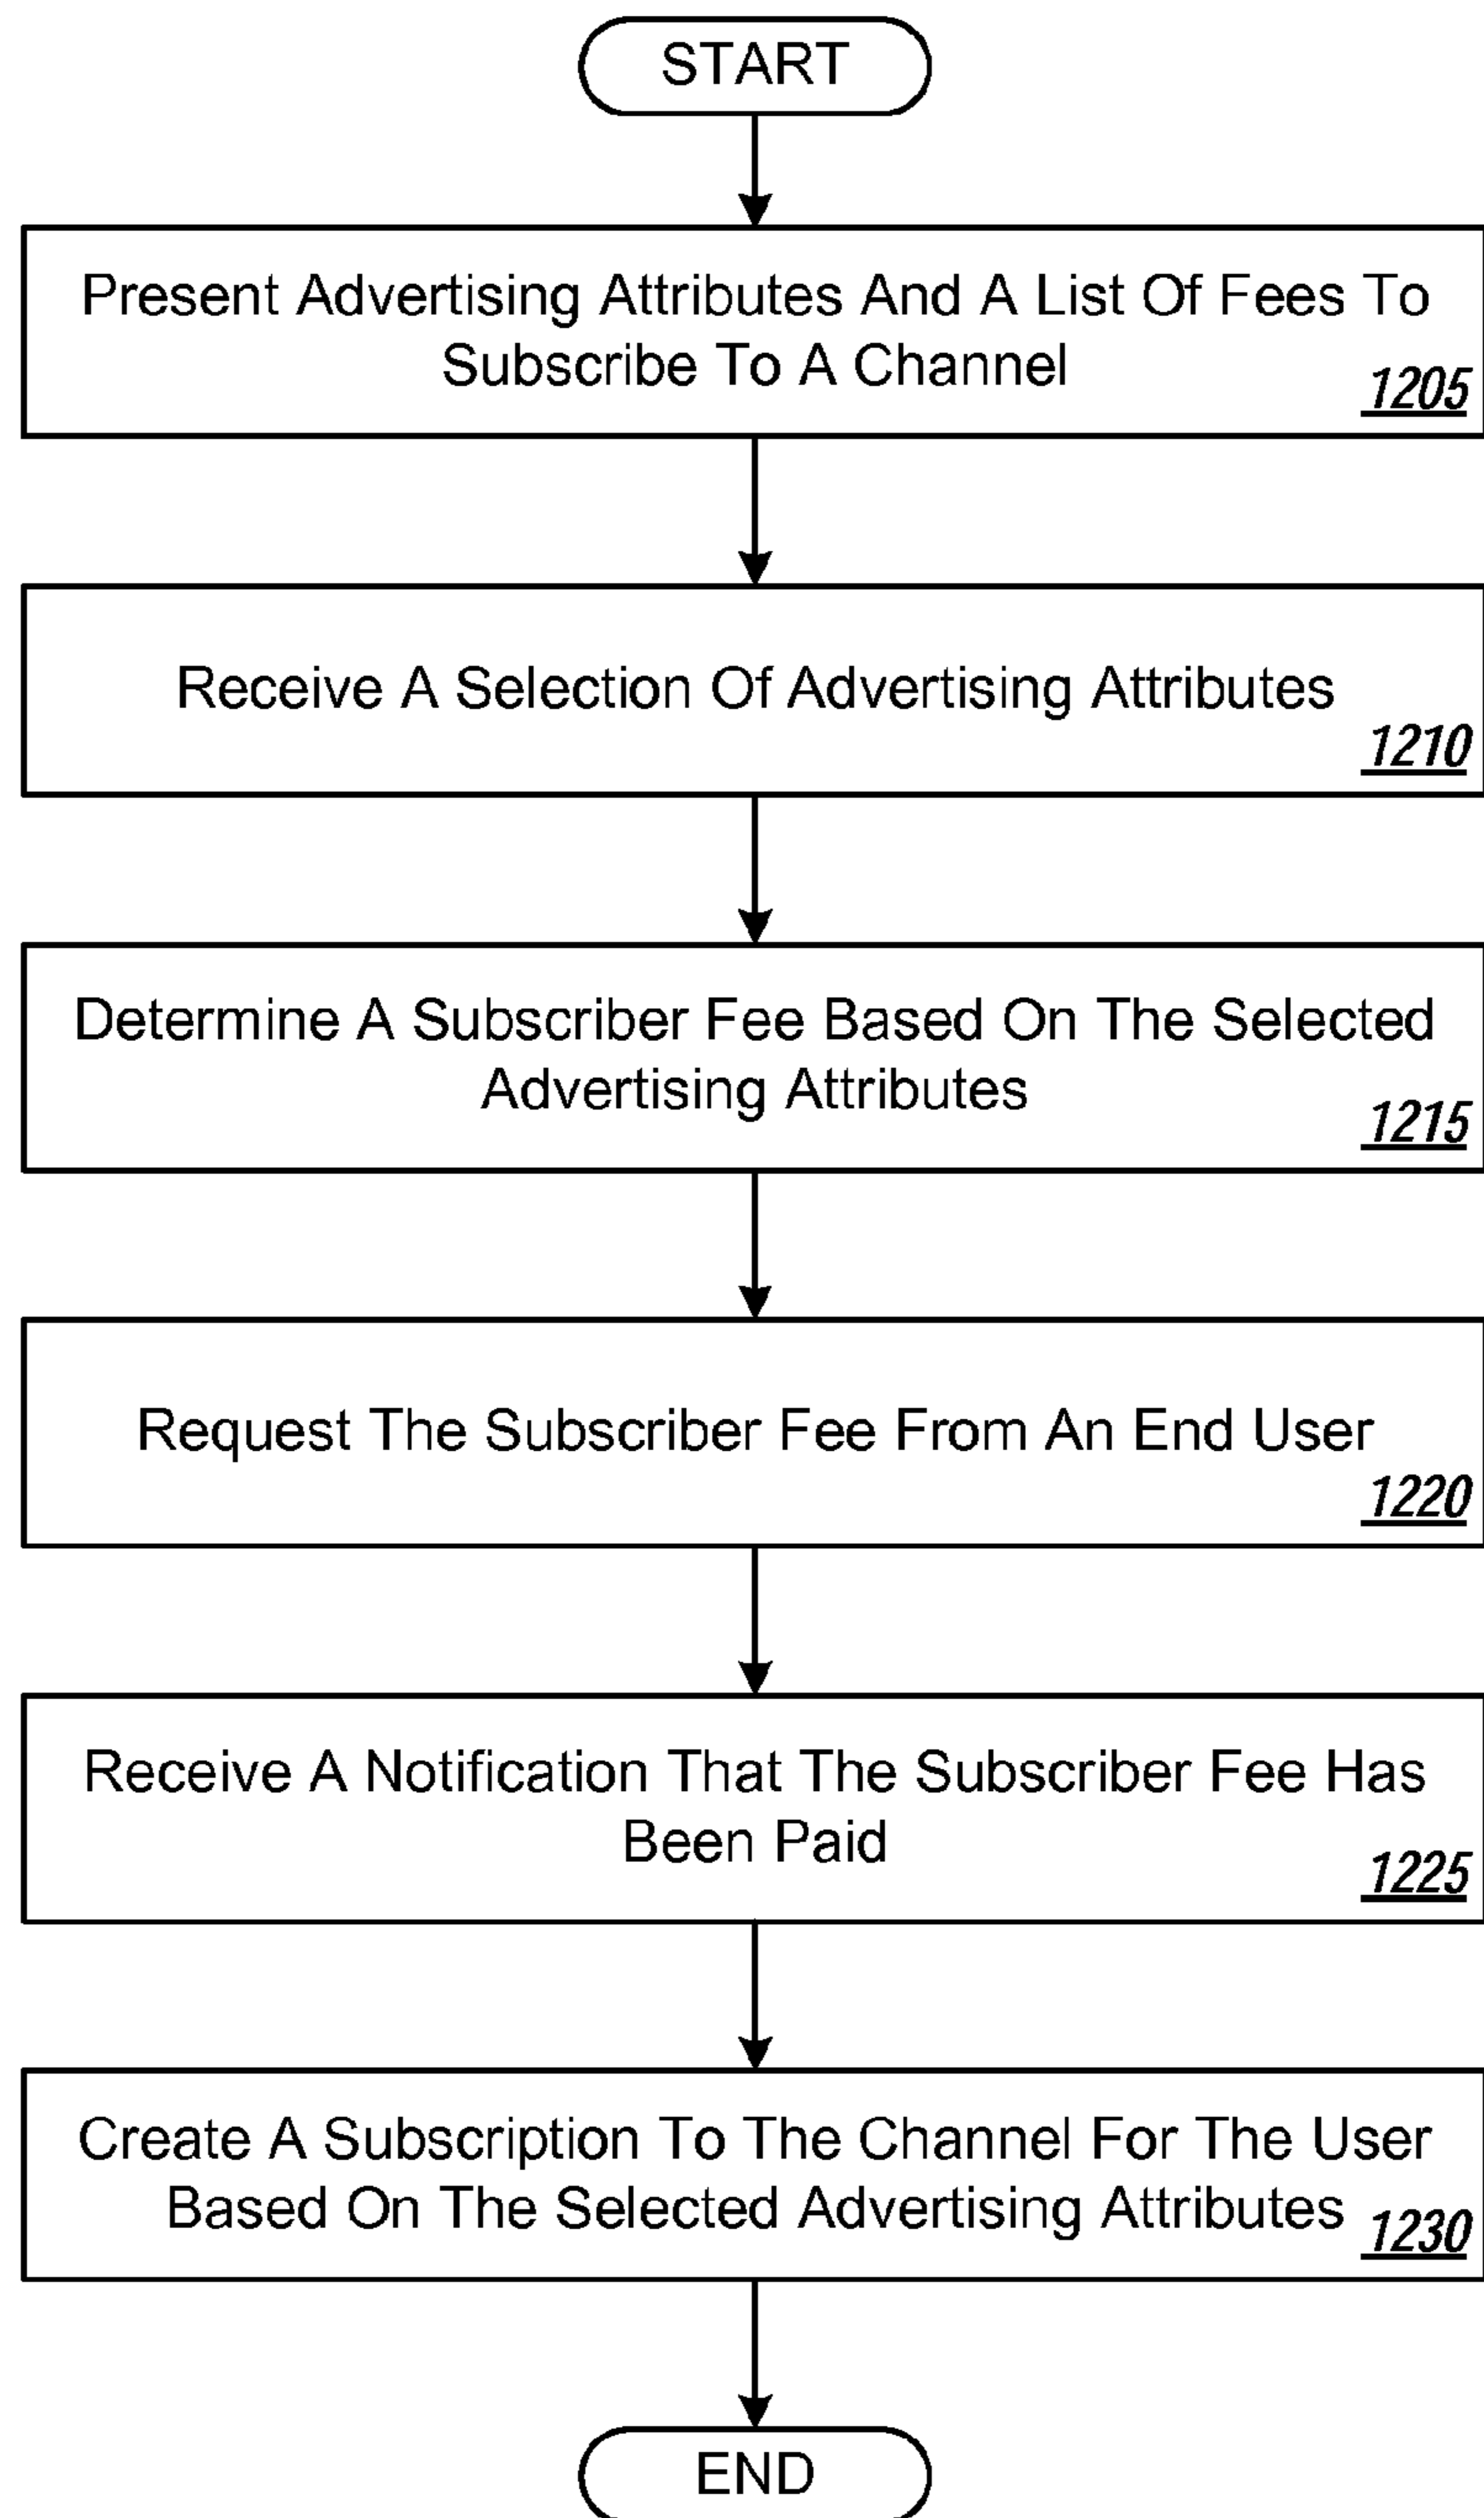 START
Present Advertising Attributes And A List Of Fees To
Subscribe To A Channel
1205
Receive A Selection Of Advertising Attributes
1210
Determine A Subscriber Fee Based On The Selected
Advertising Attributes
1215
Request The Subscriber Fee From An End User
1220
Receive A Notification That The Subscriber Fee Has
Been Paid
1225
Create A Subscription To The Channel For The User
Based On The Selected Advertising Attributes
1230
END